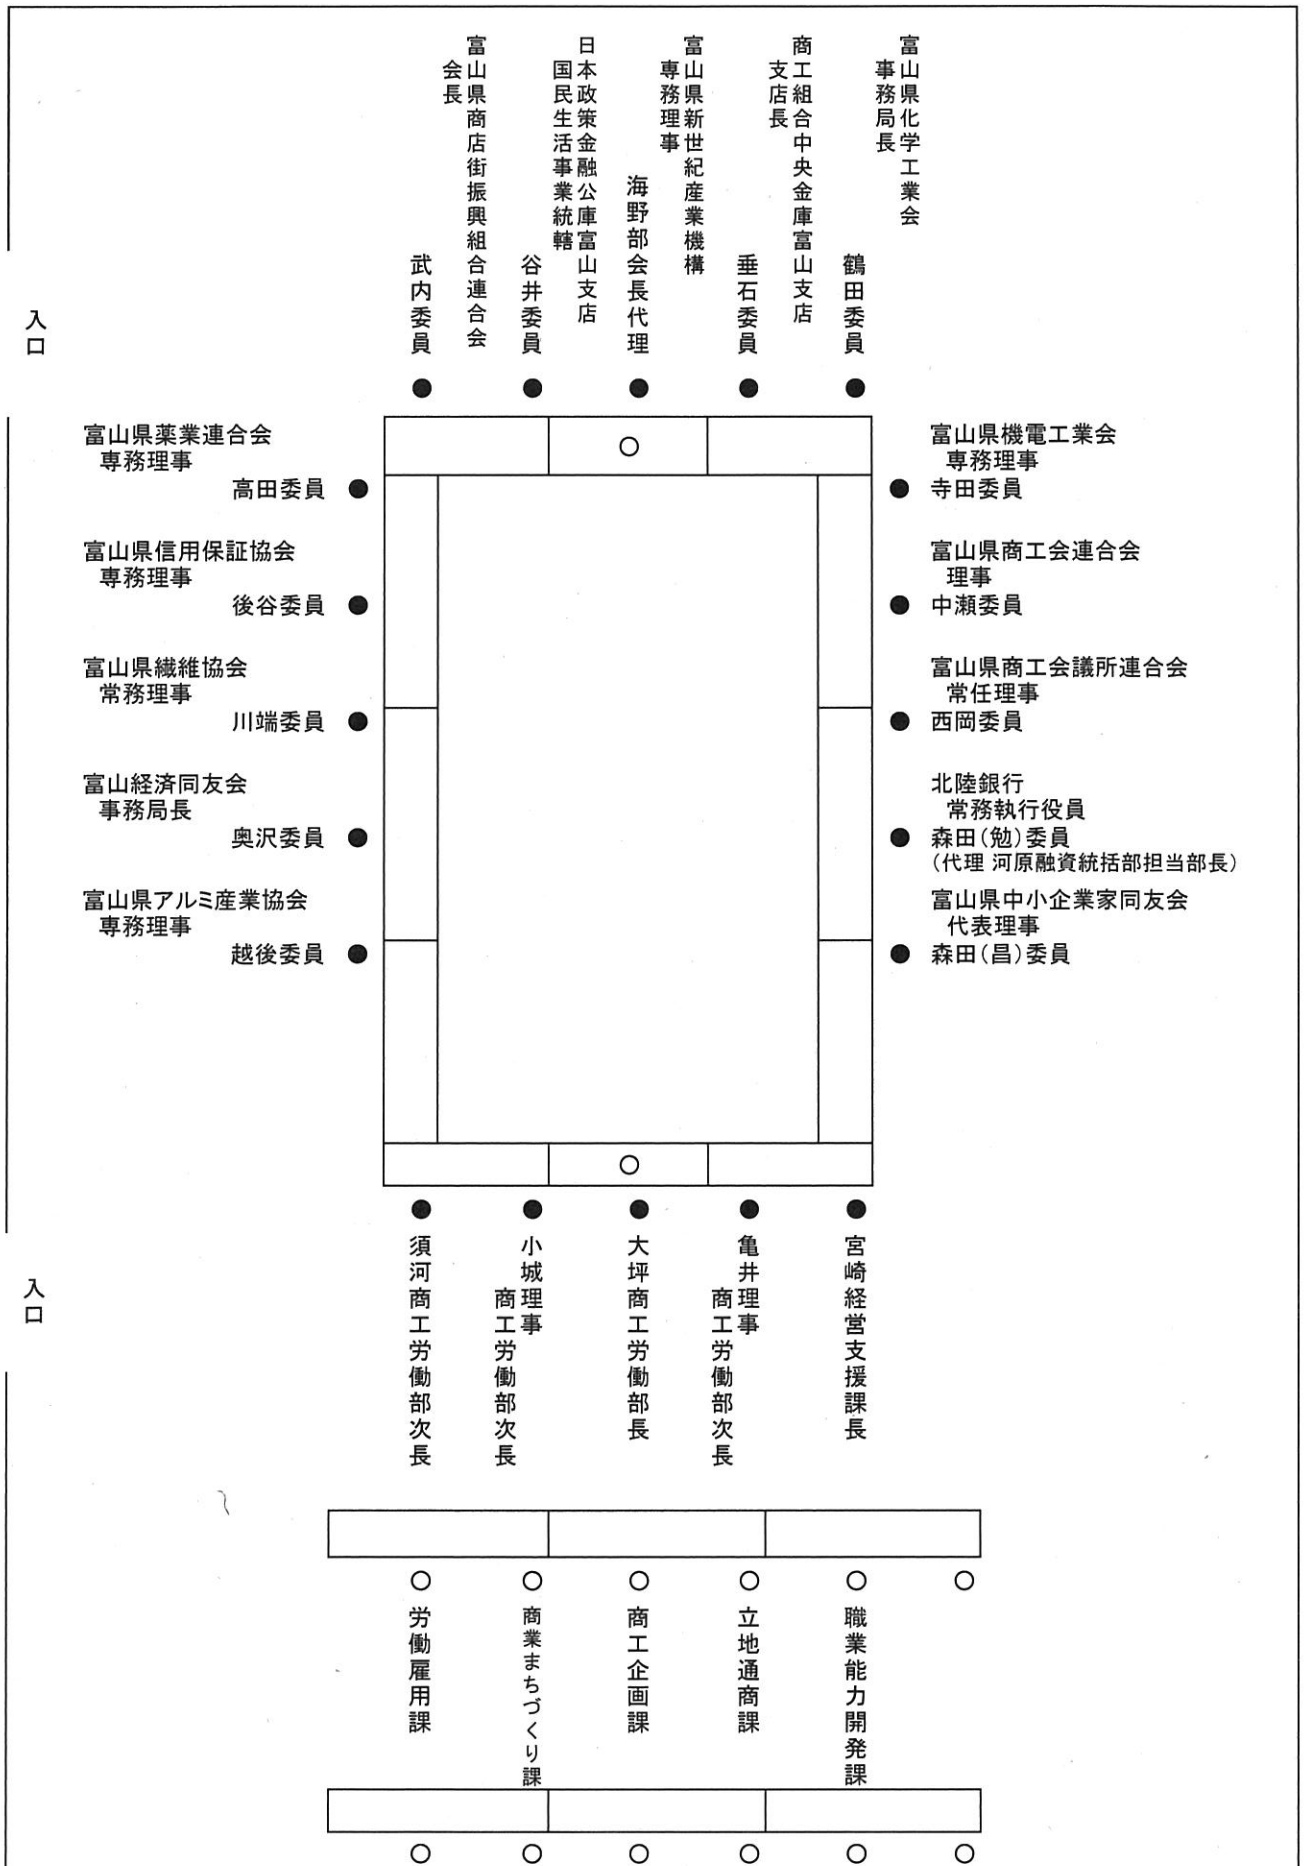 富山県化学工業会
事務局長
鶴田委員
商工組合中央金庫富山支店
支店長
垂石委員
富山県新世紀産業機構
専務理事
海野部会長代理
日本政策金融公庫富山支店
国民生活事業統轄
谷井委員
富山県商店街振興組合連合会
会長
武内委員
入口
富山県薬業連合会
専務理事
高田委員
富山県信用保証協会
専務理事
後谷委員
富山県繊維協会
常務理事
川端委員
富山経済同友会
事務局長
奥沢委員
富山県アルミ産業協会
専務理事
越後委員
富山県機電工業会
専務理事
寺田委員
富山県商工会連合会
理事
中瀬委員
富山県商工会議所連合会
常任理事
西岡委員
北陸銀行
常務執行役員
森田(勉)委員
(代理 河原融資統括部担当部長)
富山県中小企業家同友会
代表理事
森田(昌)委員
入口
宮崎経営支援課長
亀井理事
商工労働部次長
大坪商工労働部長
小城理事
商工労働部次長
須河商工労働部次長
職業能力開発課
立地通商課
商工企画課
商業まちづくり課
労働雇用課